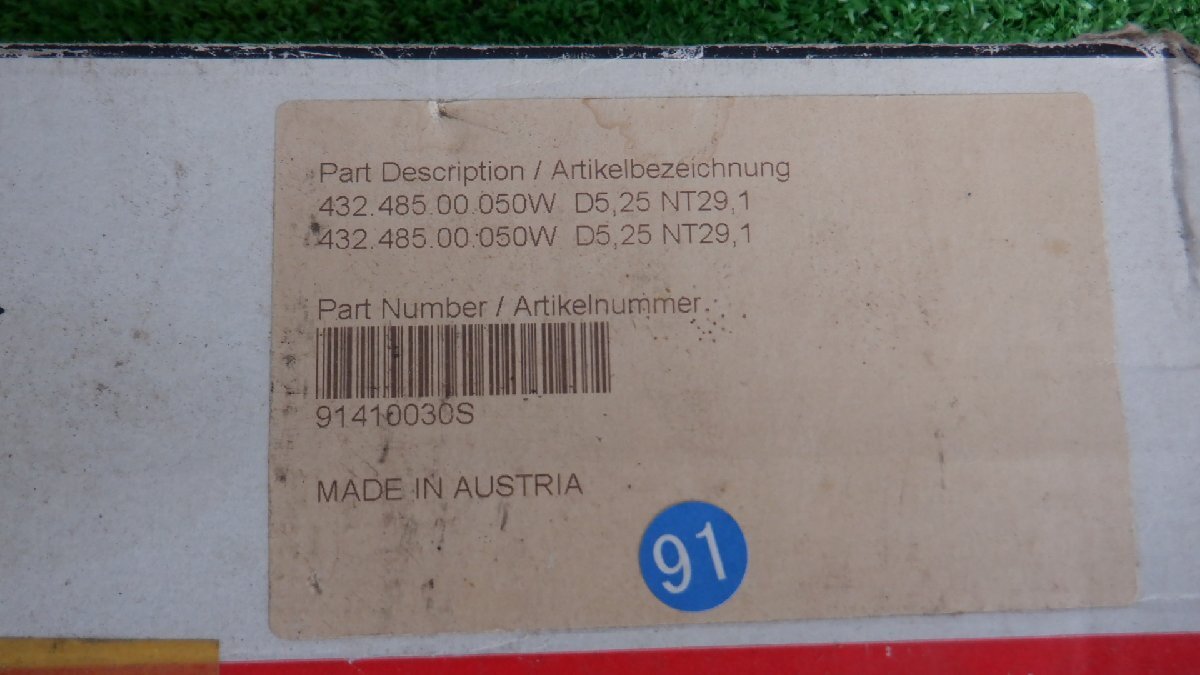 Part Description / Artikelbezeichnung
432.485.00.050W D5,25 NT29,1
432.485.00.050W D5,25 NT29,1
Part Number / Artikelnummer
91410030S
MADE IN AUSTRIA
91